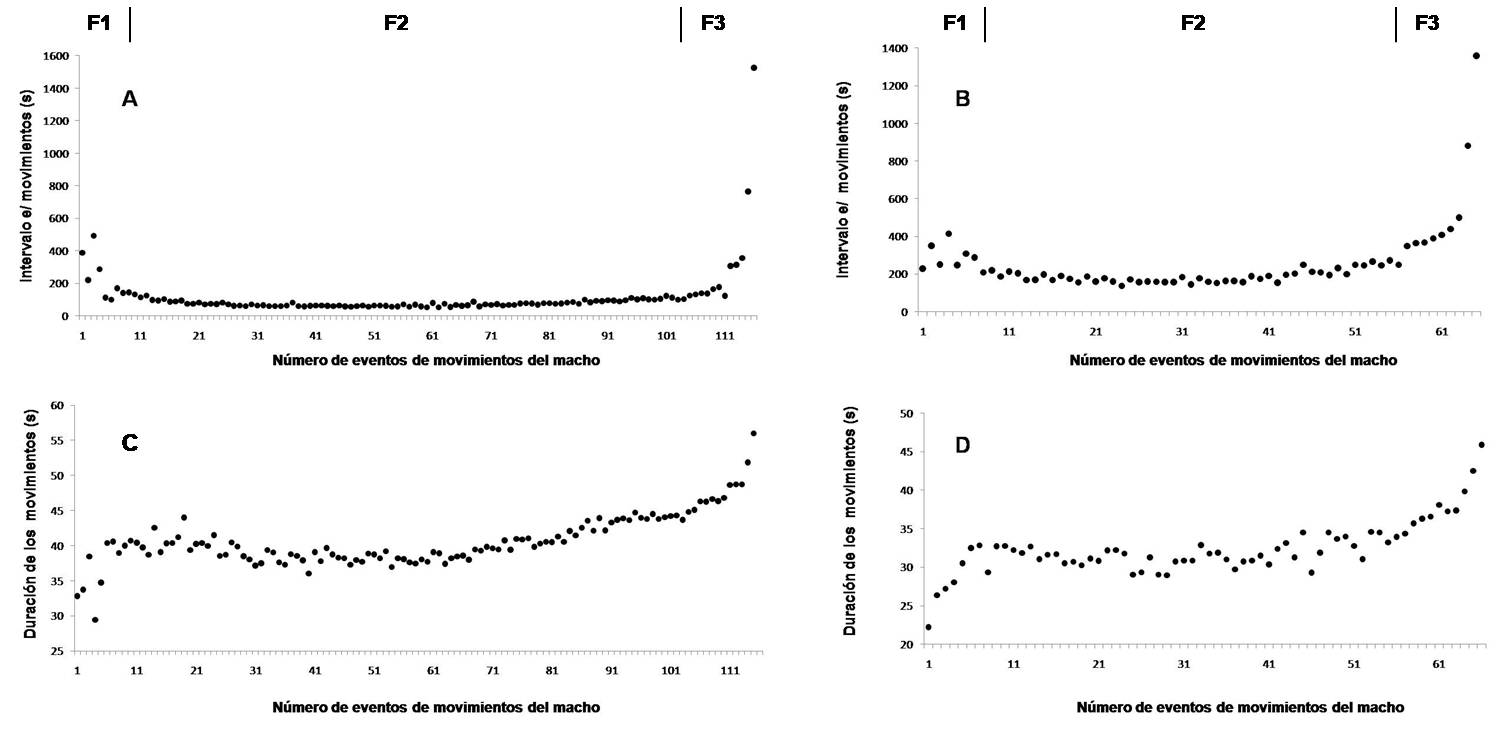 F1 F2 F3
1600
1400
1200
1000
800
600
400
200
0
Intervalo e/ movimientos (s)
A
1 11 21 31 41 51 61 71 81 91 101 111
Número de eventos de movimientos del macho
F1 F2 F3
1400
1200
1000
800
600
400
200
0
Intervalo e/ movimientos (s)
B
1 11 21 31 41 51 61
Número de eventos de movimientos del macho
60
55
50
45
40
35
30
25
Duración de los movimientos (s)
C
1 11 21 31 41 51 61 71 81 91 101 111
Número de eventos de movimientos del macho
50
45
40
35
30
25
20
Duración de los movimientos (s)
D
1 11 21 31 41 51 61
Número de eventos de movimientos del macho